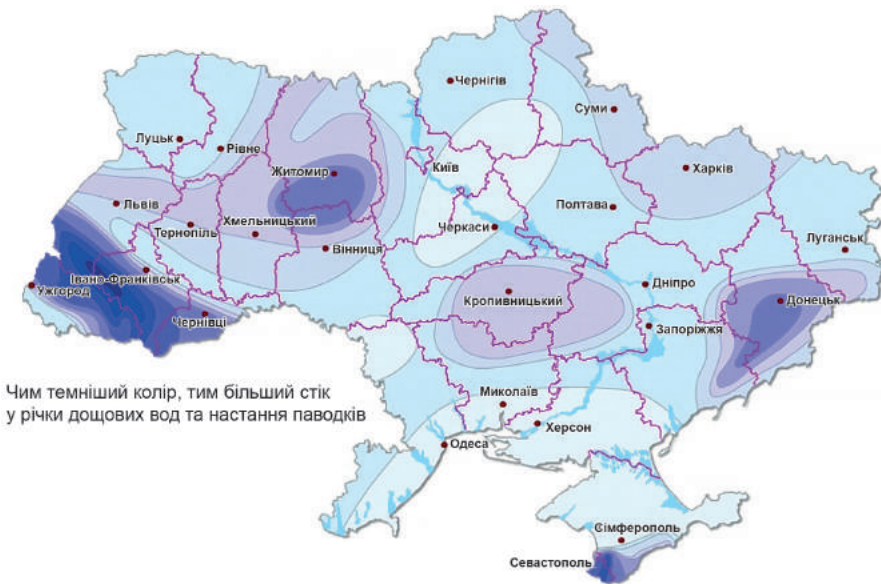 Чернігів
Суми
Луцьк
Рівне
Житомир
Київ
Харків
Львів
Тернопіль
Хмельницький
Полтава
Вінниця
Черкаси
Луганськ
Івано-Франківськ
Ужгород
Дніпро
Кропивницький
Донецьк
Чернівці
Запоріжжя
Чим темніший колір, тим більший стік
у річки дощових вод та настання паводків
Миколаїв
Херсон
Одеса
Сімферополь
Севастополь